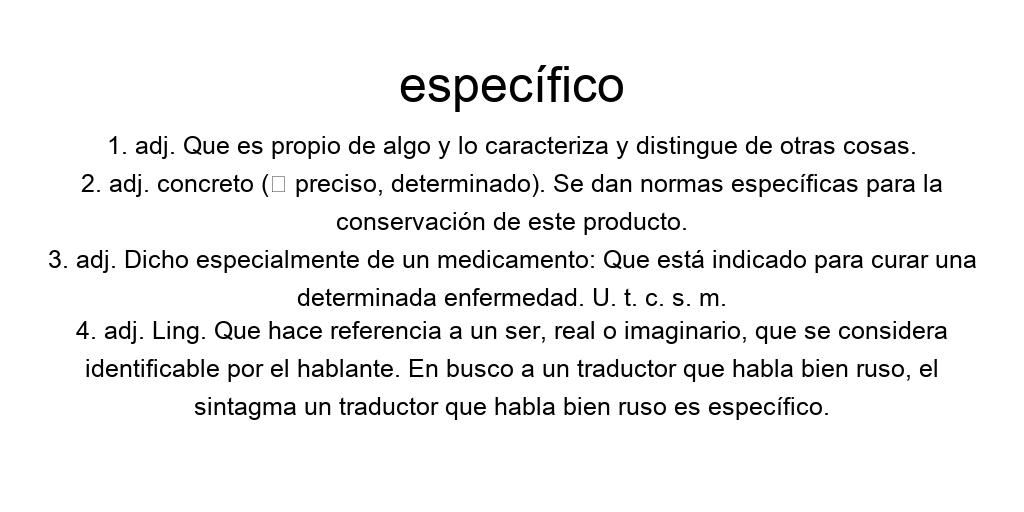 específico
1. adj. Que es propio de algo y lo caracteriza y distingue de otras cosas.
2. adj. concreto (▯ preciso, determinado). Se dan normas específicas para la
conservación de este producto.
3. adj. Dicho especialmente de un medicamento: Que está indicado para curar una
determinada enfermedad. U. t. c. s. m.
4. adj. Ling. Que hace referencia a un ser, real o imaginario, que se considera
identificable por el hablante. En busco a un traductor que habla bien ruso, el
sintagma un traductor que habla bien ruso es específico.